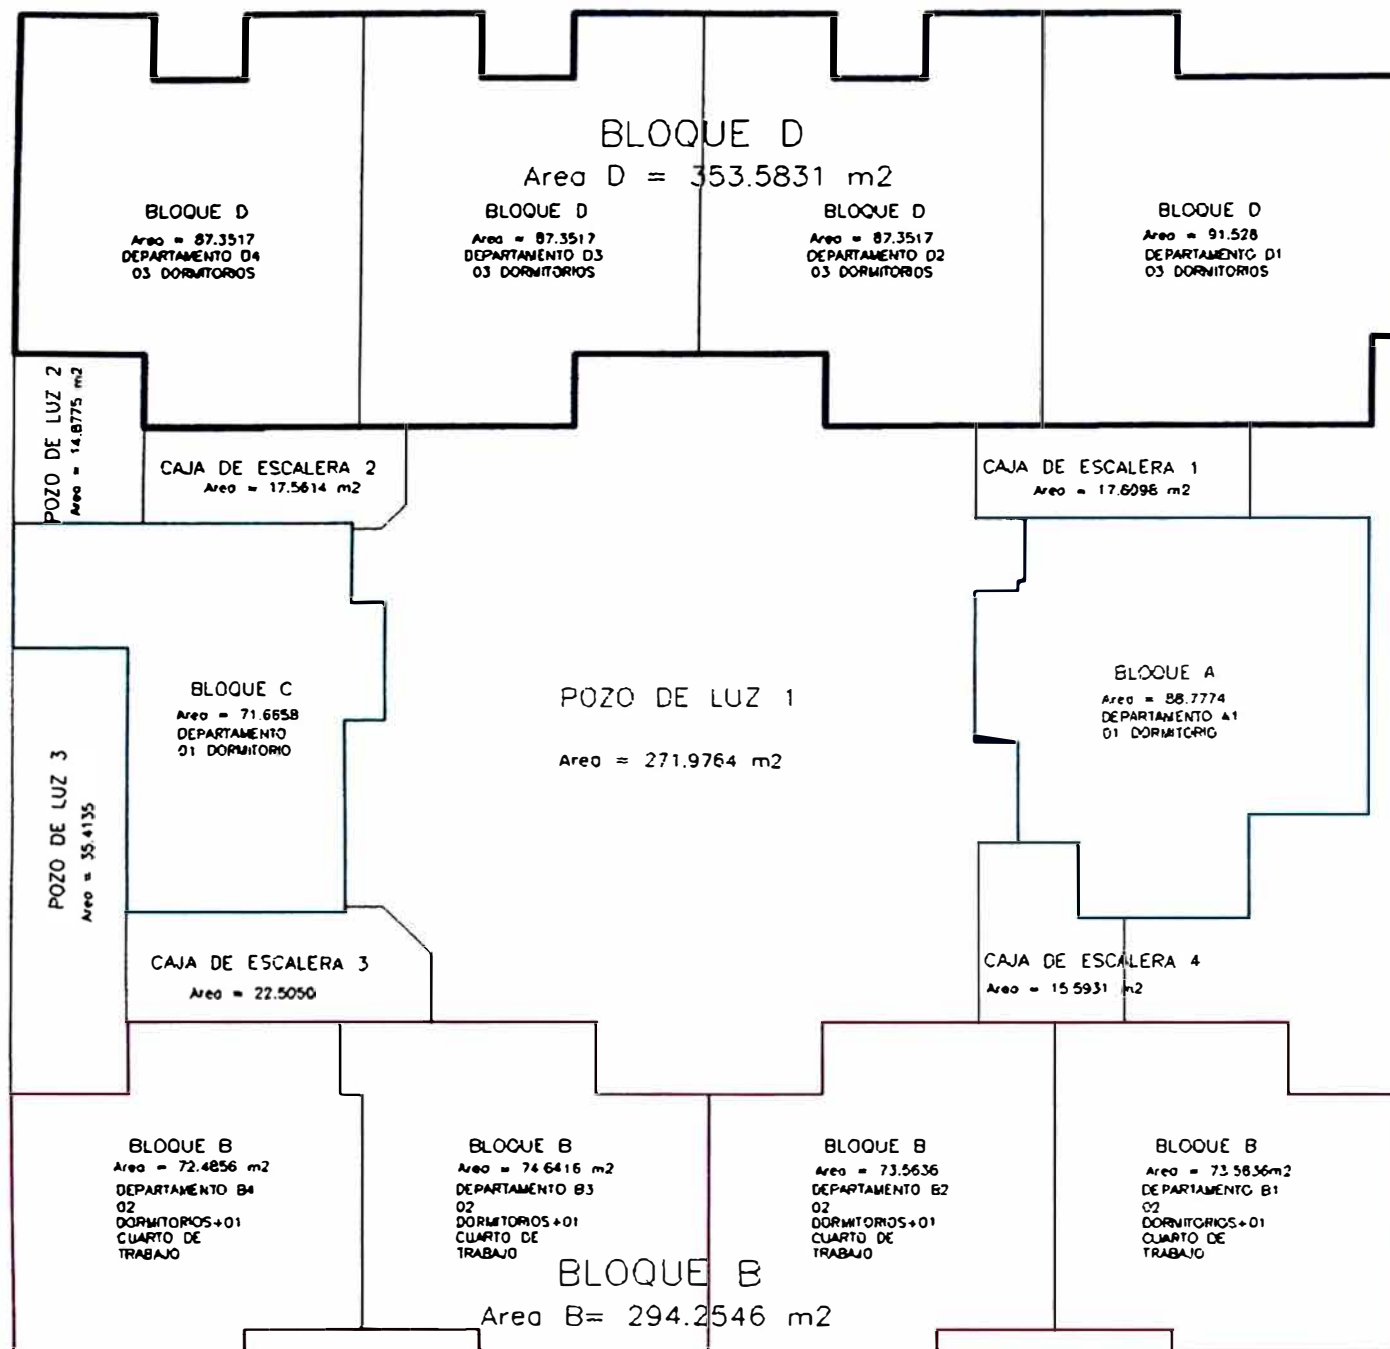 BLOQUE D
Area D = 353.5831 m2
BLOQUE D
Area = 87.3517
DEPARTAMENTO D4
03 DORMITORIOS
BLOQUE D
Area = 87.3517
DEPARTAMENTO D3
03 DORMITORIOS
BLOQUE D
Area = 87.3517
DEPARTAMENTO D2
03 DORMITORIOS
BLOQUE D
Area = 91.528
DEPARTAMENTO D1
03 DORMITORIOS
POZO DE LUZ 2
Area = 14.8775 m2
CAJA DE ESCALERA 2
Area = 17.5614 m2
CAJA DE ESCALERA 1
Area = 17.6098 m2
BLOQUE C
Area = 71.6658
DEPARTAMENTO
01 DORMITORIO
POZO DE LUZ 1
Area = 271.9764 m2
BLOQUE A
Area = 88.7774
DEPARTAMENTO A1
01 DORMITORIO
POZO DE LUZ 3
Area = 35.4135
CAJA DE ESCALERA 3
Area = 22.5050
CAJA DE ESCALERA 4
Area = 15.5931 m2
BLOQUE B
Area = 72.4856 m2
DEPARTAMENTO B4
02
DORMITORIOS+01
CUARTO DE
TRABAJO
BLOQUE B
Area = 74.6416 m2
DEPARTAMENTO B3
02
DORMITORIOS+01
CUARTO DE
TRABAJO
BLOQUE B
Area = 73.5636
DEPARTAMENTO B2
02
DORMITORIOS+01
CUARTO DE
TRABAJO
BLOQUE B
Area = 73.5636m2
DEPARTAMENTO B1
02
DORMITORIOS+01
CUARTO DE
TRABAJO
BLOQUE B
Area B= 294.2546 m2